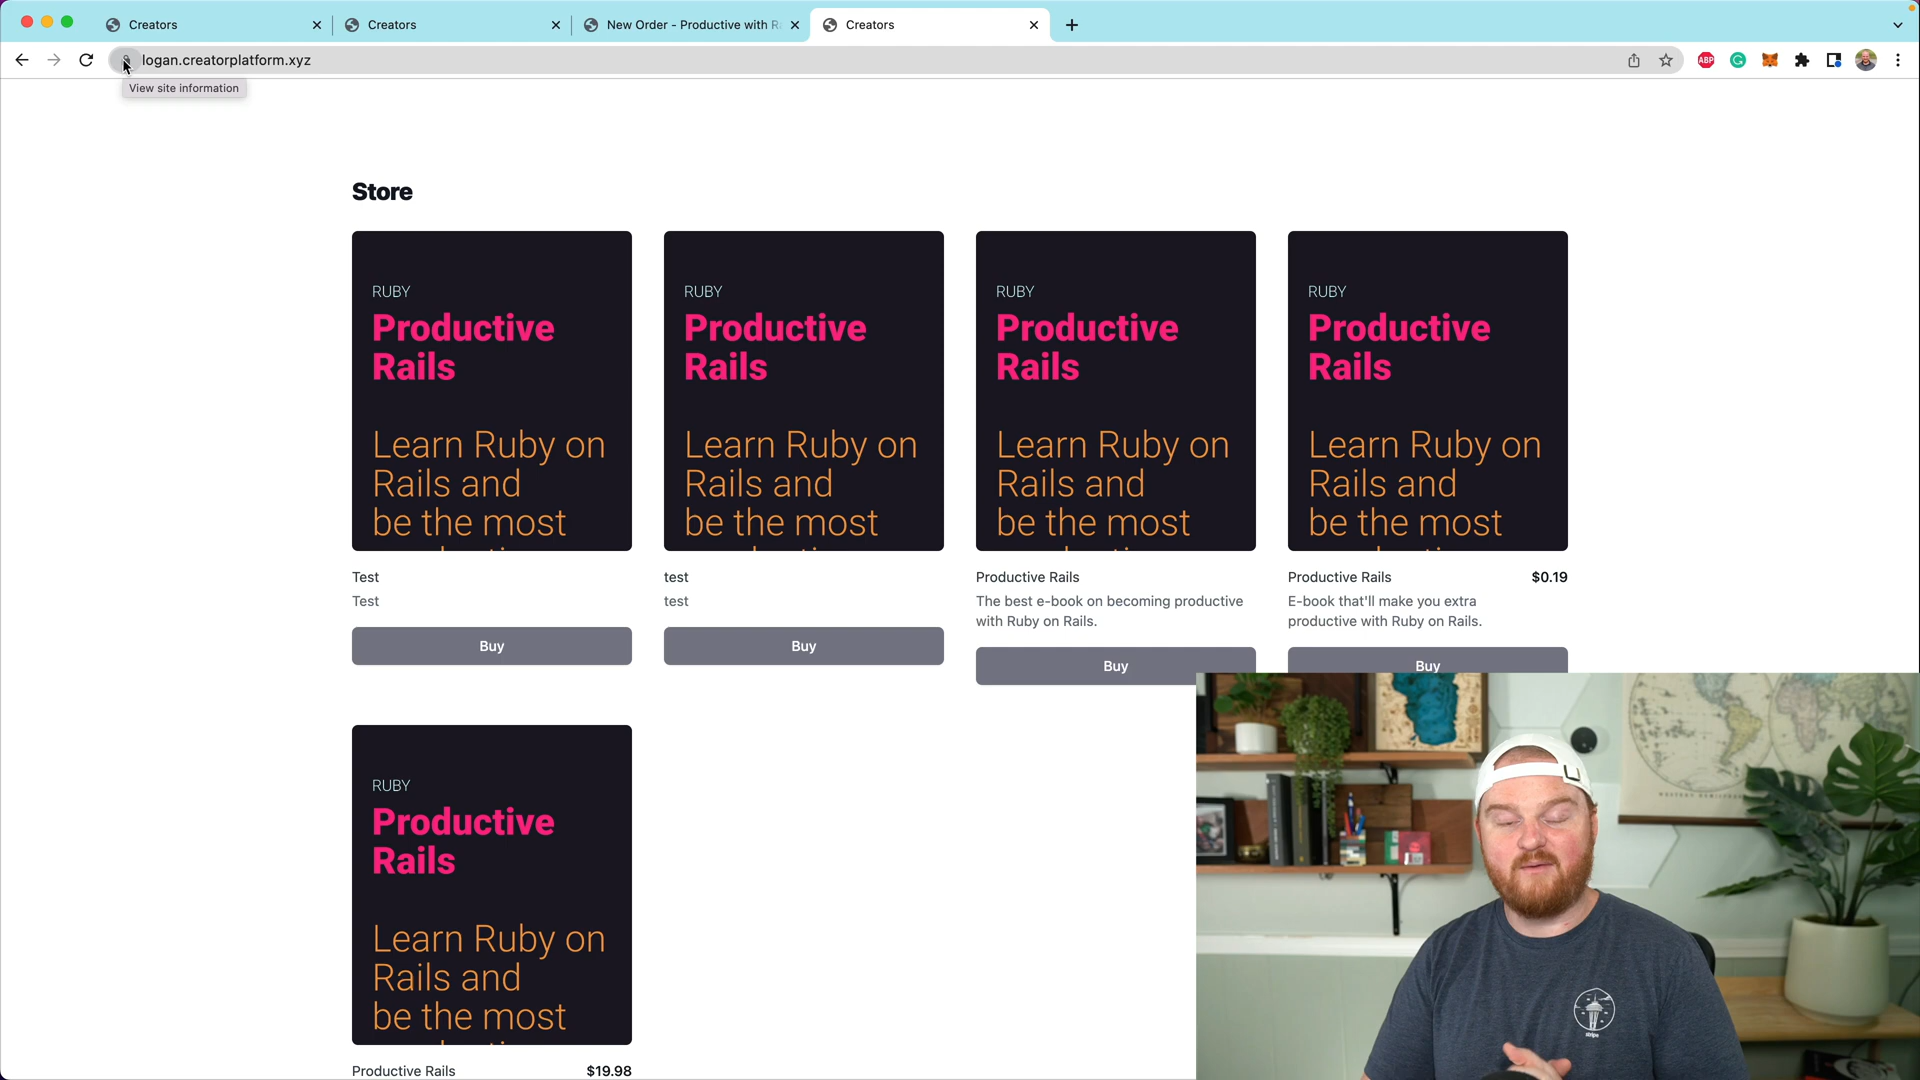 Creators
Creators
New Order - Productive with R
Creators
logan.creatorplatform.xyz
ABP
View site information
Store
RUBY
Productive
Rails
Learn Ruby on
Rails and
be the most
RUBY
Productive
Rails
Learn Ruby on
Rails and
be the most
RUBY
Productive
Rails
Learn Ruby on
Rails and
be the most
RUBY
Productive
Rails
Learn Ruby on
Rails and
be the most
Test
Test
Buy
test
test
Buy
Productive Rails
The best e-book on becoming productive
with Ruby on Rails.
Buy
Productive Rails $0.19
E-book that'll make you extra
productive with Ruby on Rails.
Buy
RUBY
Productive
Rails
Learn Ruby on
Rails and
be the most
Productive Rails $19.98
stripe